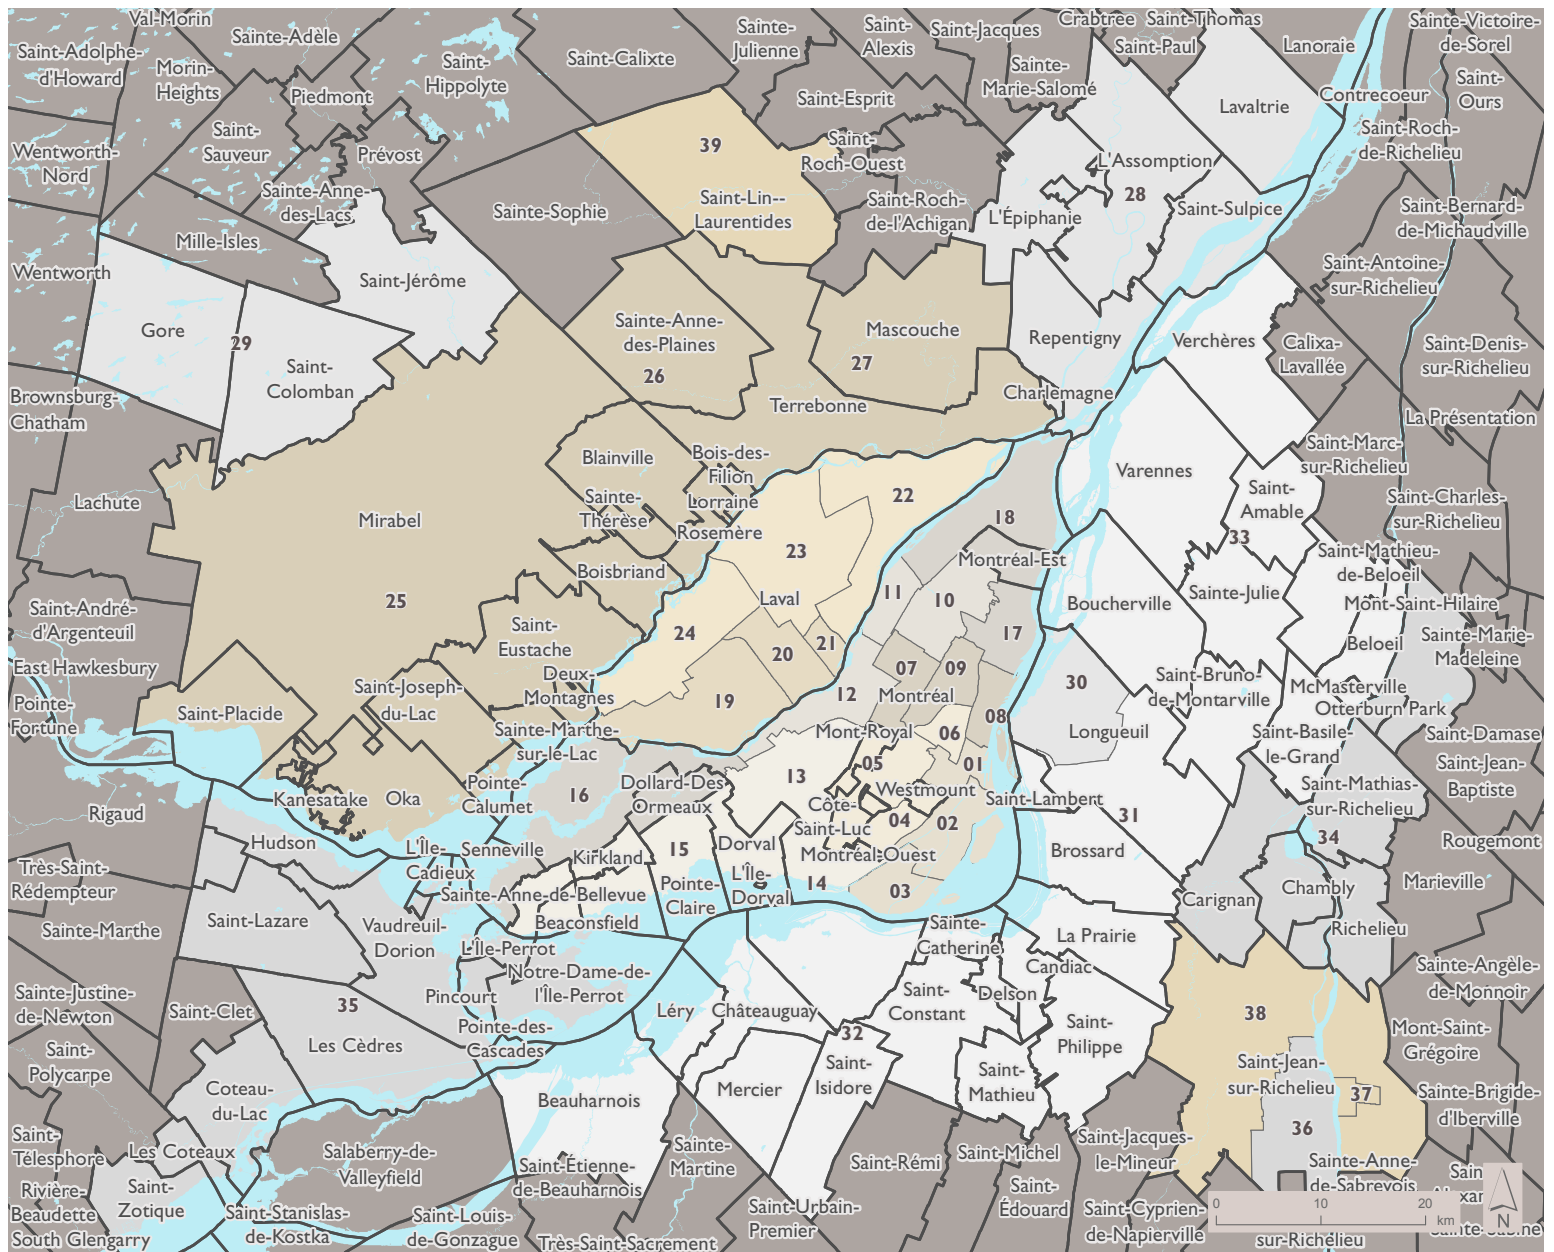 Val-Morin
Sainte-Adèle
Saint-Adolphe-
d'Howard
Morin-
Heights
Piedmont
Saint-
Hippolyte
Saint-Calixte
Sainte-
Julienne
Saint-
Alexis
Saint-Jacques
Crabtree
Saint-Thomas
Saint-Paul
Sainte-
Marie-Salomé
Lanoraie
Sainte-Victoire-
de-Sorel
Saint-
Ours
Contrecoeur
Lavaltrie
Saint-Esprit
Saint-
Roch-Ouest
Saint-Roch-
de-Richelieu
Wentworth-
Nord
Saint-
Sauveur
Prévost
Sainte-Anne-
des-Lacs
39
Saint-Lin--
Laurentides
Sainte-Sophie
Saint-Roch-
de-l'Achigan
L'Épiphanie
L'Assomption
28
Saint-Sulpice
Saint-Bernard-
de-Michaudville
Mille-Isles
Wentworth
Saint-Jérôme
Saint-Antoine-
sur-Richelieu
Gore
29
Saint-
Colomban
Sainte-Anne-
des-Plaines
26
Mascouche
27
Repentigny
Verchères
Calixa-
Lavallée
Saint-Denis-
sur-Richelieu
Brownsburg-
Chatham
Terrebonne
Charlemagne
La Présentation
Blainville
Bois-des-
Filion
Lorraine
Rosemère
Sainte-
Thérèse
Saint-Marc-
sur-Richelieu
Varennes
Saint-
Amable
33
Saint-Charles-
sur-Richelieu
Lachute
Mirabel
22
18
23
Montréal-Est
Boisbriand
Saint-Mathieu-
de-Beloeil
25
Laval
11
10
17
Boucherville
Sainte-Julie
Mont-Saint-Hilaire
Beloeil
Sainte-Marie-
Madeleine
Saint-André-
d'Argenteuil
Saint-
Eustache
24
20
21
East Hawkesbury
Deux-
Montagnes
19
12
07
09
Montréal
30
Saint-Bruno-
de-Montarville
McMasterville
Otterburn Park
Pointe-
Fortune
Saint-Placide
Saint-Joseph-
du-Lac
Sainte-Marthe-
sur-le-Lac
Mont-Royal
06
08
Longueuil
Saint-Basile-
le-Grand
Saint-Damase
Saint-Jean-
Baptiste
Kanesatake
Oka
Pointe-
Calumet
16
Dollard-Des
Ormeaux
13
05
01
Westmount
Saint-Lambert
31
Saint-Mathias-
sur-Richelieu
34
Rougemont
Rigaud
Hudson
L'Île-
Cadieux
Senneville
Kirkland
15
Dorval
Côte-
Saint-Luc
04
02
Montréal-Ouest
Brossard
Très-Saint-
Rédempteur
Sainte-Anne-de-Bellevue
Beaconsfield
Pointe-
Claire
L'Île-
Dorval
14
03
Carignan
Chambly
Richelieu
Marieville
Sainte-Marthe
Saint-Lazare
Vaudreuil-
Dorion
L'Île-Perrot
Notre-Dame-de-
l'Île-Perrot
Pincourt
Sainte-
Catherine
La Prairie
Candiac
Delson
Sainte-Angèle-
de-Monnoir
Sainte-Justine-
de-Newton
Saint-Clet
35
Les Cèdres
Pointe-des-
Cascades
Léry
Châteauguay
32
Saint-
Constant
Saint-
Philippe
38
Mont-Saint-
Grégoire
Saint-
Polycarpe
Coteau-
du-Lac
Beauharnois
Mercier
Saint-
Isidore
Saint-
Mathieu
Saint-Jean-
sur-Richelieu
37
36
Sainte-Brigide-
d'Iberville
Saint-
Télesphore
Les Coteaux
Salaberry-de-
Valleyfield
Saint-Étienne-
de-Beauharnois
Sainte-
Martine
Saint-Rémi
Saint-Michel
Saint-Jacques-
le-Mineur
Sainte-Anne-
de-Sabrevois
Rivière-
Beaudette
Saint-
Zotique
Saint-Stanislas-
de-Kostka
Saint-Louis-
de-Gonzague
Saint-Urbain-
Premier
Saint-
Édouard
Saint-Cyprien-
de-Napierville
South Glengarry
Très-Saint-Sacrement
sur-Richelieu
0 10 20
km
N